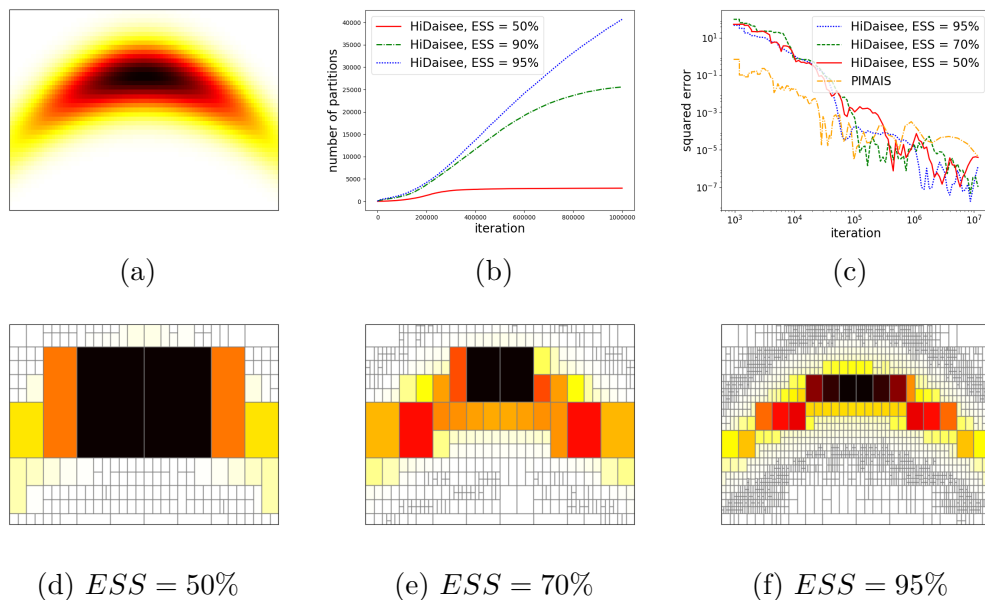 number of partitions
40000
35000
30000
25000
20000
15000
10000
5000
0
HiDaisee, ESS = 50%
HiDaisee, ESS = 90%
HiDaisee, ESS = 95%
0 200000 400000 600000 800000 1000000
iteration
squared error
10^1
10^-1
10^-3
10^-5
10^-7
HiDaisee, ESS = 95%
HiDaisee, ESS = 70%
HiDaisee, ESS = 50%
PIMAIS
10^3 10^4 10^5 10^6 10^7
iteration
(a)
(b)
(c)
(d) ESS = 50%
(e) ESS = 70%
(f) ESS = 95%